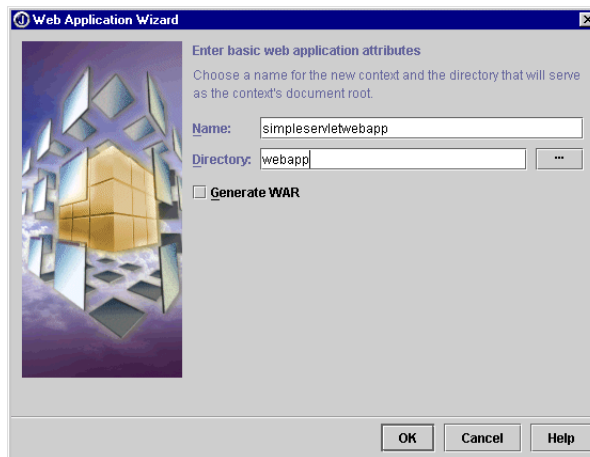 Web Application Wizard
Enter basic web application attributes
Choose a name for the new context and the directory that will serve
as the context's document root.
Name: simpleservletwebapp
Directory: webapp ...
Generate WAR
OK Cancel Help